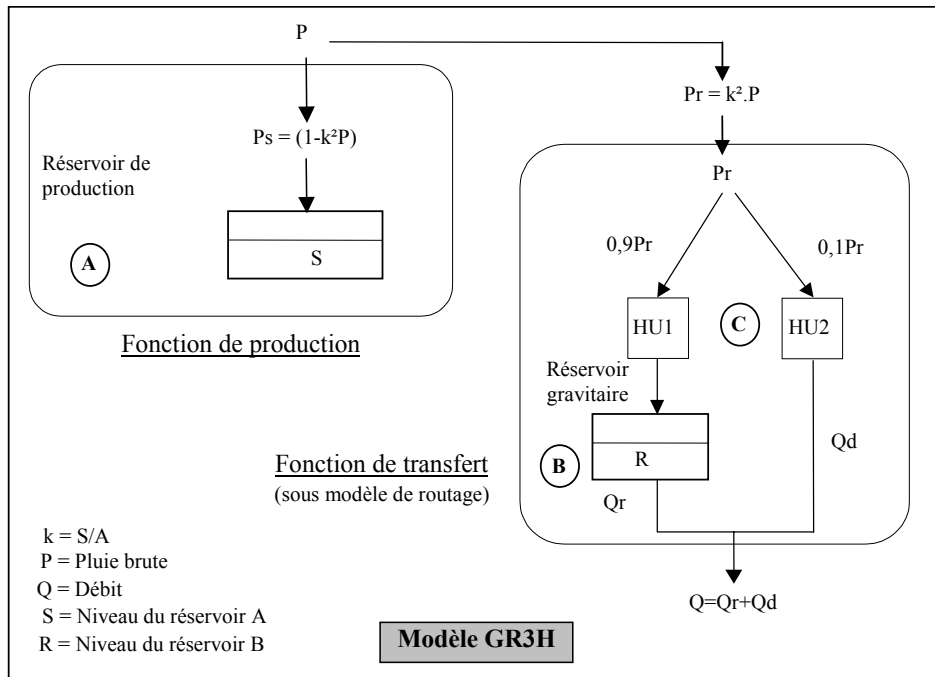 P
Pr = k².P
Ps = (1-k²P)
Réservoir de
production
A
S
Fonction de production
Pr
0,9Pr
0,1Pr
HU1
C
HU2
Réservoir
gravitaire
B
R
Qd
Fonction de transfert
(sous modèle de routage)
Qr
k = S/A
P = Pluie brute
Q = Débit
S = Niveau du réservoir A
R = Niveau du réservoir B
Q=Qr+Qd
Modèle GR3H